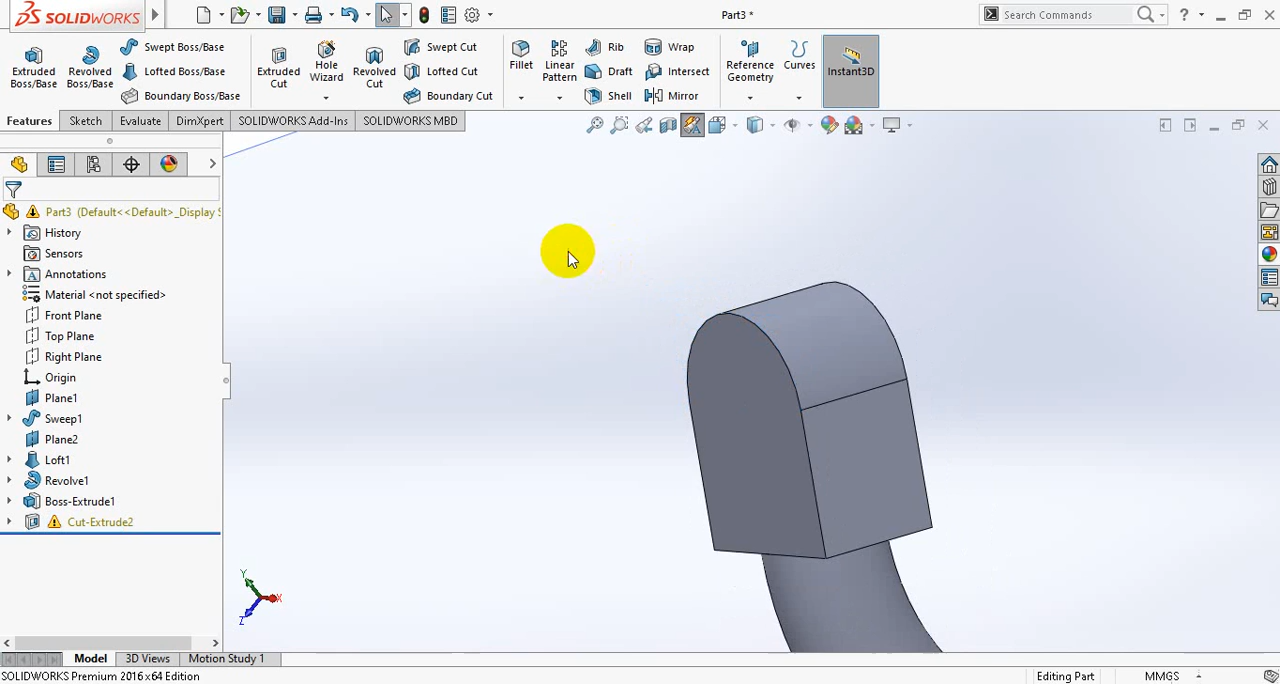 SOLIDWORKS
Part3 *
Search Commands
Extruded Boss/Base
Revolved Boss/Base
Swept Boss/Base
Lofted Boss/Base
Boundary Boss/Base
Extruded Cut
Hole Wizard
Revolved Cut
Swept Cut
Lofted Cut
Boundary Cut
Fillet
Linear Pattern
Rib
Draft
Shell
Wrap
Intersect
Mirror
Reference Geometry
Curves
Instant3D
Features
Sketch
Evaluate
DimXpert
SOLIDWORKS Add-Ins
SOLIDWORKS MBD
Part3 (Default<<Default>_Display S
History
Sensors
Annotations
Material <not specified>
Front Plane
Top Plane
Right Plane
Origin
Plane1
Sweep1
Plane2
Loft1
Revolve1
Boss-Extrude1
Cut-Extrude2
Y
X
Z
Model
3D Views
Motion Study 1
SOLIDWORKS Premium 2016 x64 Edition
Editing Part
MMGS